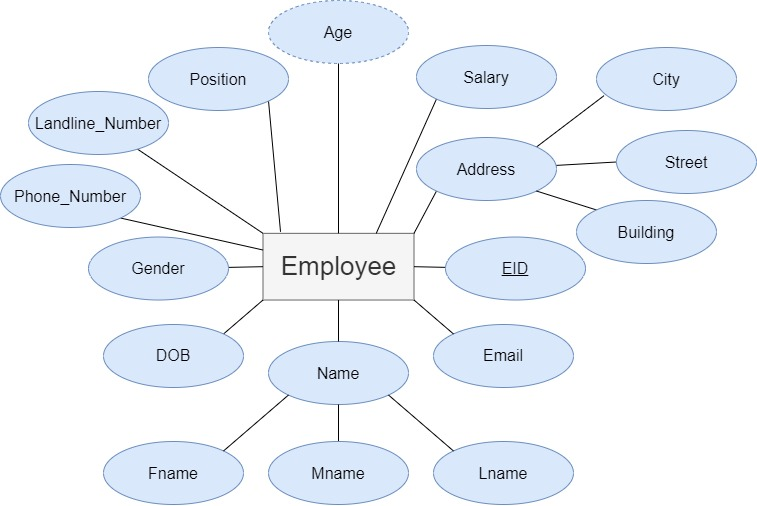 Age
Position
Salary
City
Landline_Number
Address
Street
Phone_Number
Building
Gender
Employee
EID
DOB
Name
Email
Fname
Mname
Lname